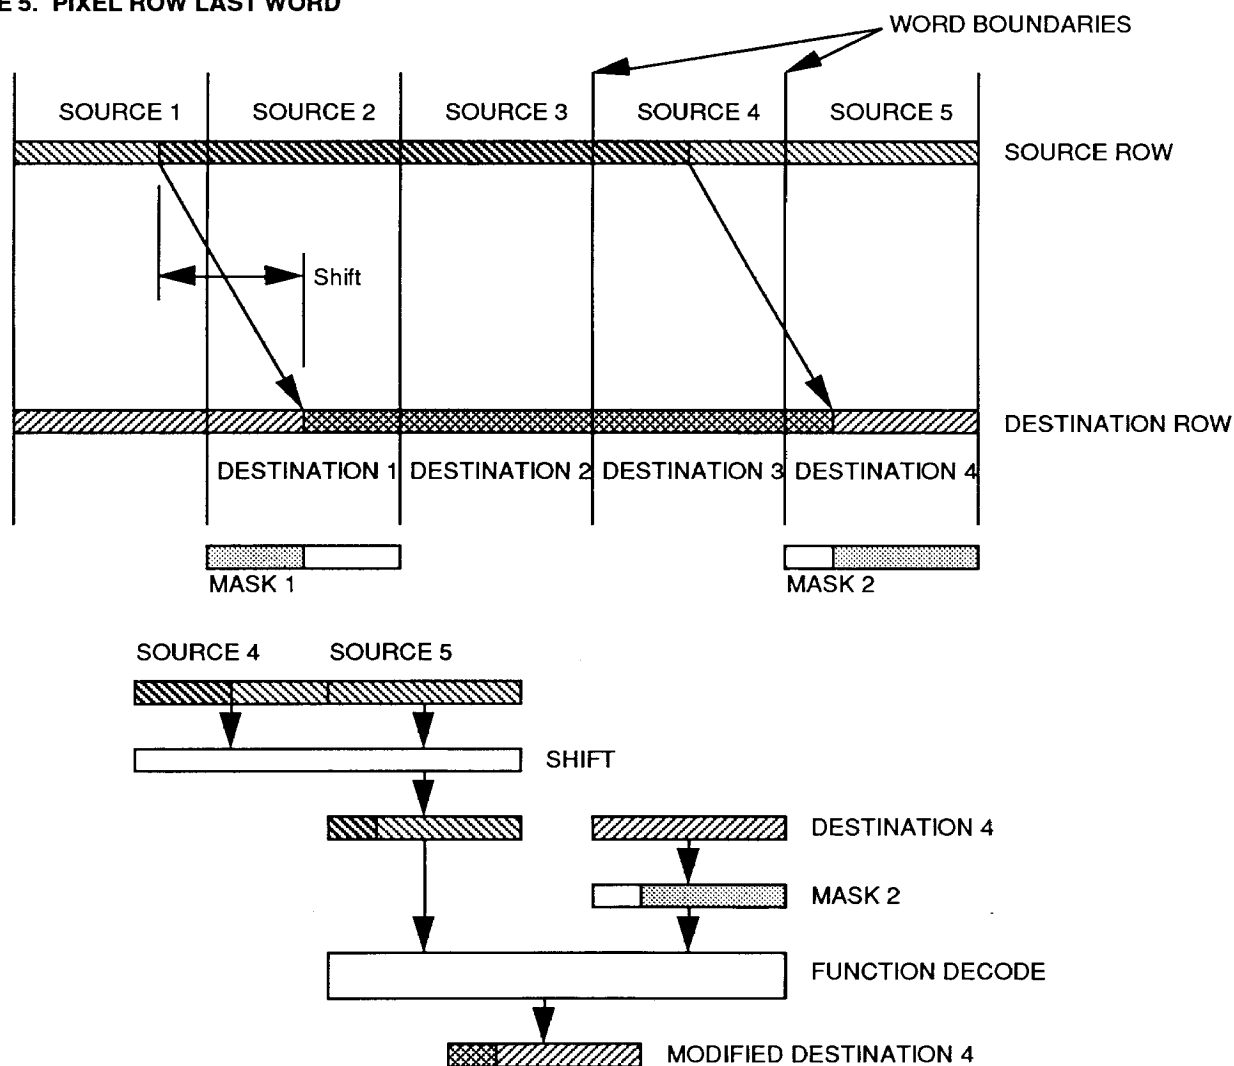 E 5. PIXEL ROW LAST WORD
WORD BOUNDARIES
SOURCE 1 SOURCE 2 SOURCE 3 SOURCE 4 SOURCE 5
SOURCE ROW
Shift
DESTINATION ROW
DESTINATION 1 DESTINATION 2 DESTINATION 3 DESTINATION 4
MASK 1 MASK 2
SOURCE 4 SOURCE 5
SHIFT
DESTINATION 4
MASK 2
FUNCTION DECODE
MODIFIED DESTINATION 4